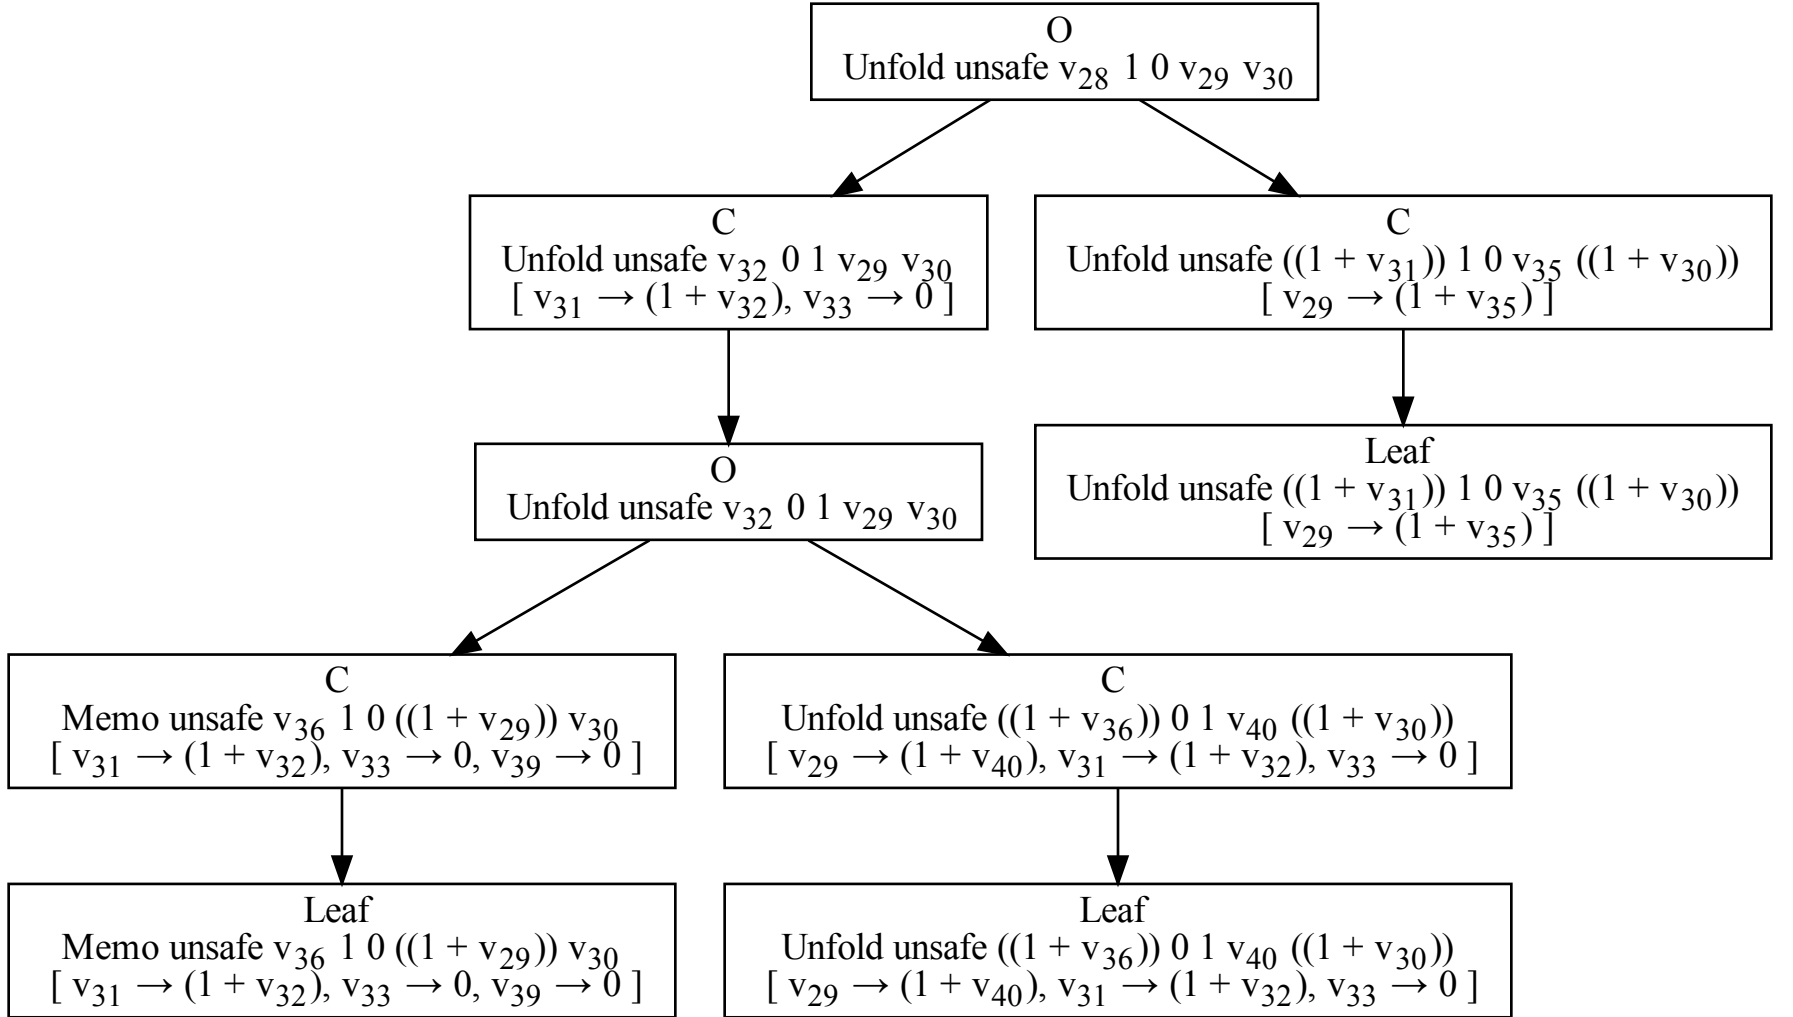 O
Unfold unsafe v₂₈ 1 0 v₂₉ v₃₀
C
Unfold unsafe v₃₂ 0 1 v₂₉ v₃₀
[ v₃₁ → (1 + v₃₂), v₃₃ → 0 ]
C
Unfold unsafe ((1 + v₃₁)) 1 0 v₃₅ ((1 + v₃₀))
[ v₂₉ → (1 + v₃₅) ]
O
Unfold unsafe v₃₂ 0 1 v₂₉ v₃₀
Leaf
Unfold unsafe ((1 + v₃₁)) 1 0 v₃₅ ((1 + v₃₀))
[ v₂₉ → (1 + v₃₅) ]
C
Memo unsafe v₃₆ 1 0 ((1 + v₂₉)) v₃₀
[ v₃₁ → (1 + v₃₂), v₃₃ → 0, v₃₉ → 0 ]
C
Unfold unsafe ((1 + v₃₆)) 0 1 v₄₀ ((1 + v₃₀))
[ v₂₉ → (1 + v₄₀), v₃₁ → (1 + v₃₂), v₃₃ → 0 ]
Leaf
Memo unsafe v₃₆ 1 0 ((1 + v₂₉)) v₃₀
[ v₃₁ → (1 + v₃₂), v₃₃ → 0, v₃₉ → 0 ]
Leaf
Unfold unsafe ((1 + v₃₆)) 0 1 v₄₀ ((1 + v₃₀))
[ v₂₉ → (1 + v₄₀), v₃₁ → (1 + v₃₂), v₃₃ → 0 ]